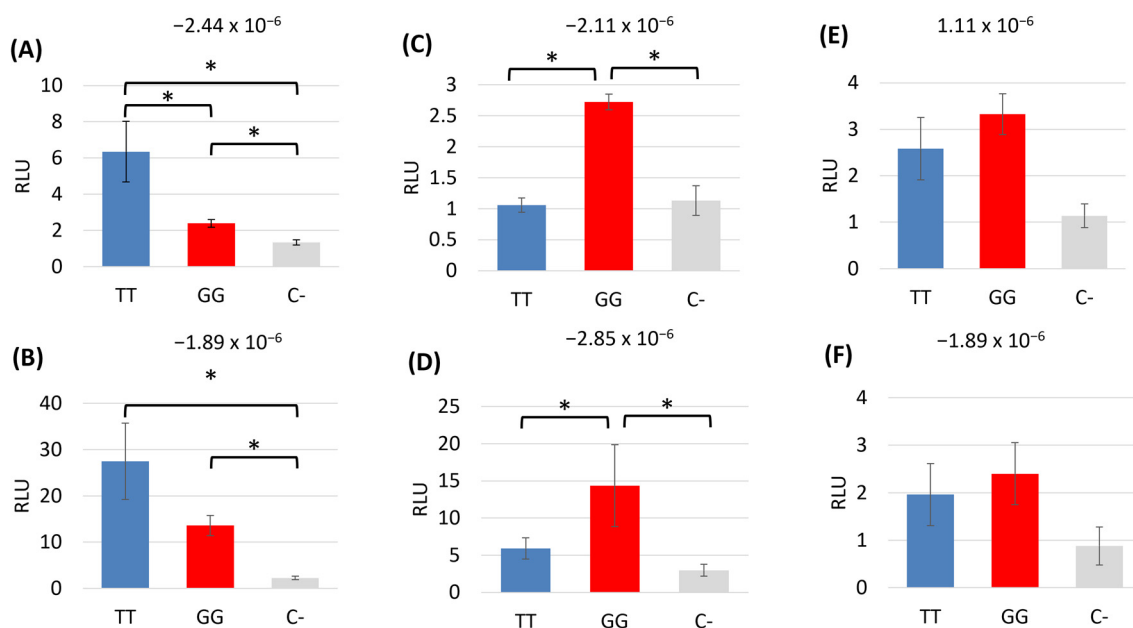 (A)
−2.44 x 10⁻⁶
*
*
*
10
8
6
4
2
0
RLU
TT GG C-
(C)
−2.11 x 10⁻⁶
* *
3
2.5
2
1.5
1
0.5
0
RLU
TT GG C-
(E)
1.11 x 10⁻⁶
4
3
2
1
0
RLU
TT GG C-
(B)
−1.89 x 10⁻⁶
*
*
40
30
20
10
0
RLU
TT GG C-
(D)
−2.85 x 10⁻⁶
* *
25
20
15
10
5
0
RLU
TT GG C-
(F)
−1.89 x 10⁻⁶
4
3
2
1
0
RLU
TT GG C-